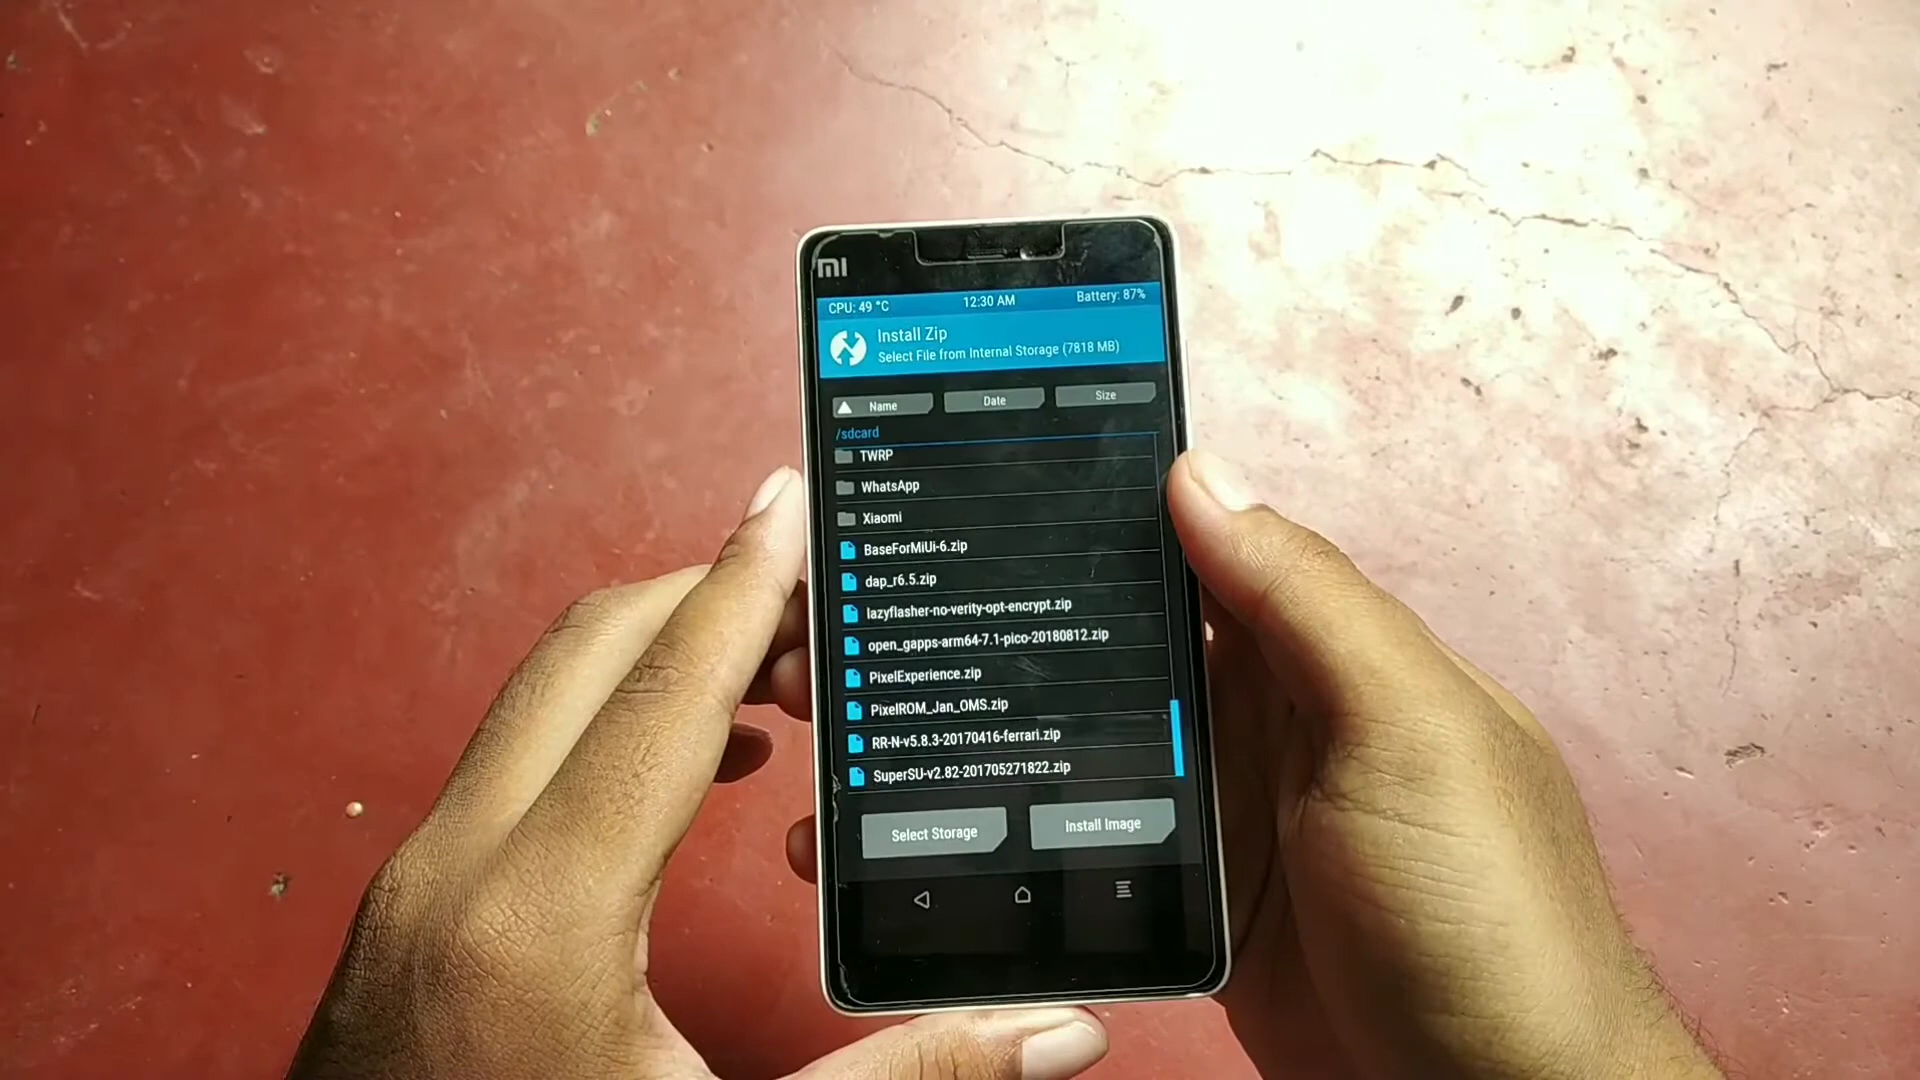 MI
CPU: 49 °C 12:30 AM Battery: 87%
Install Zip
Select File from Internal Storage (7818 MB)
Name Date Size
/sdcard
TWRP
WhatsApp
Xiaomi
BaseForMiUi-6.zip
dap_r6.5.zip
lazyflasher-no-verity-opt-encrypt.zip
open_gapps-arm64-7.1-pico-20180812.zip
PixelExperience.zip
PixelROM_Jan_OMS.zip
RR-N-v5.8.3-20170416-ferrari.zip
SuperSU-v2.82-201705271822.zip
Select Storage Install Image